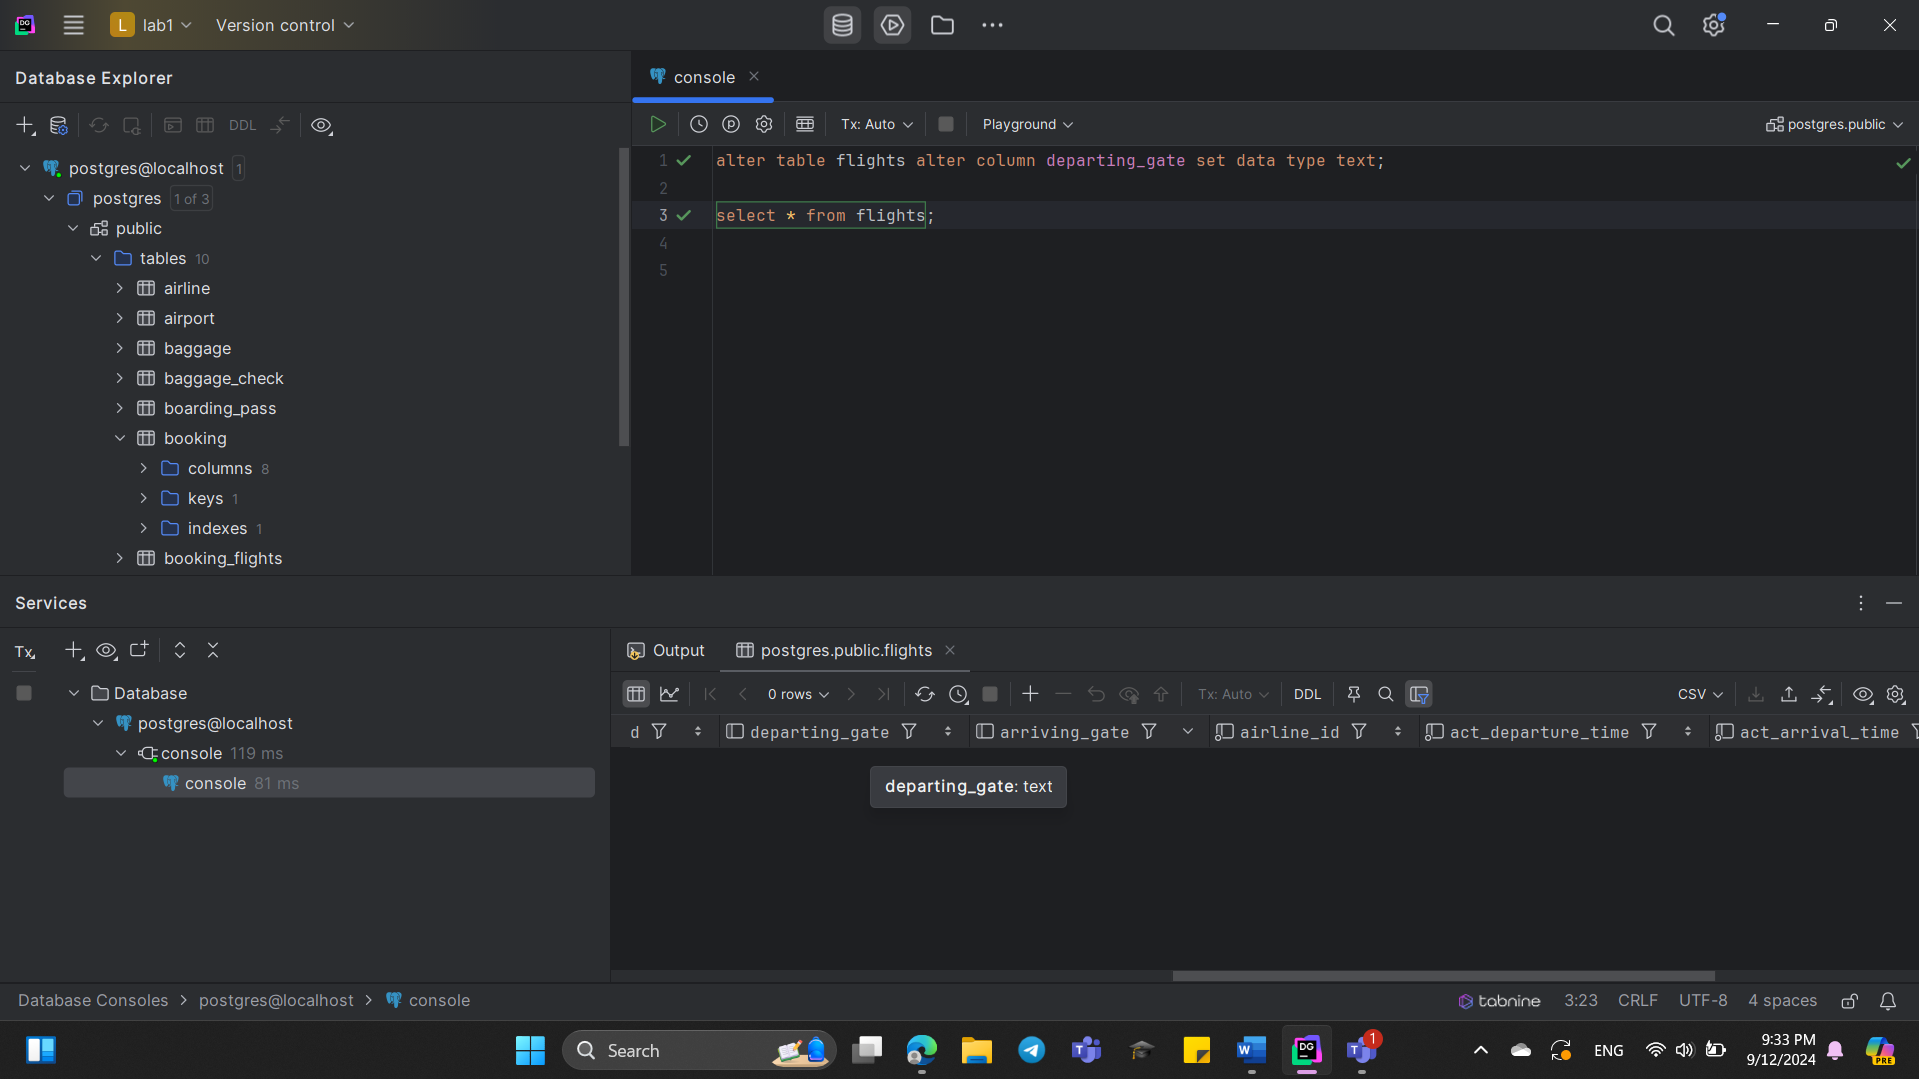 L lab1 Version control
Database Explorer
console
DDL
Tx: Auto Playground postgres.public
postgres@localhost 1
postgres 1 of 3
public
tables 10
airline
airport
baggage
baggage_check
boarding_pass
booking
columns 8
keys 1
indexes 1
booking_flights
1 alter table flights alter column departing_gate set data type text;
2
3 select * from flights;
4
5
Services
Tx
Database
postgres@localhost
console 119 ms
console 81 ms
Output postgres.public.flights
0 rows Tx: Auto DDL CSV
d departing_gate arriving_gate airline_id act_departure_time act_arrival_time
departing_gate: text
Database Consoles > postgres@localhost > console
tabnine 3:23 CRLF UTF-8 4 spaces
Search
1
ENG
9:33 PM
9/12/2024
PRE